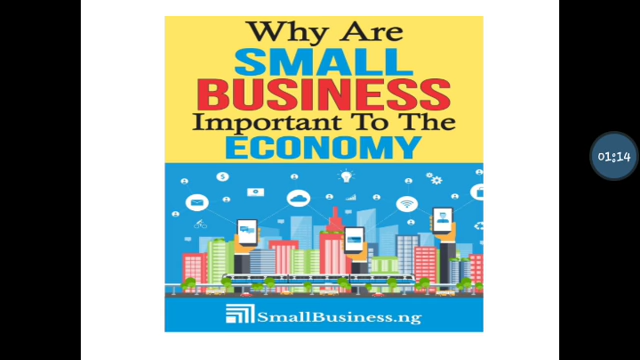 Why Are
SMALL
BUSINESS
Important To The
ECONOMY
SmallBusiness.ng
01:14